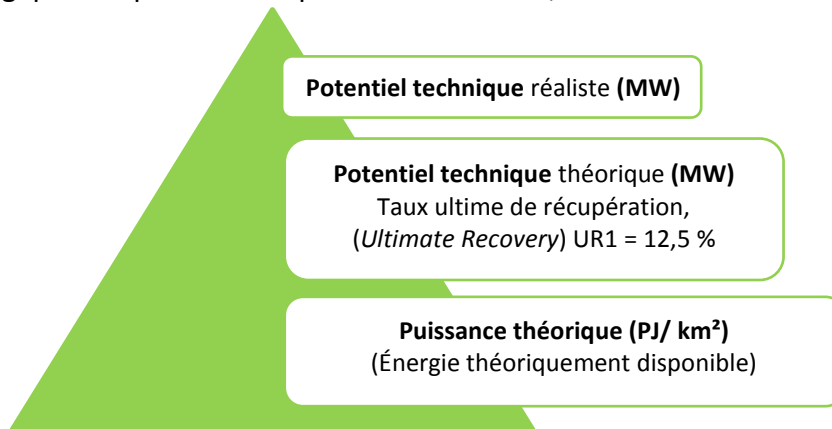 Potentiel technique réaliste (MW)
Potentiel technique théorique (MW)
Taux ultime de récupération,
(Ultimate Recovery) UR1 = 12,5 %
Puissance théorique (PJ/ km²)
(Énergie théoriquement disponible)